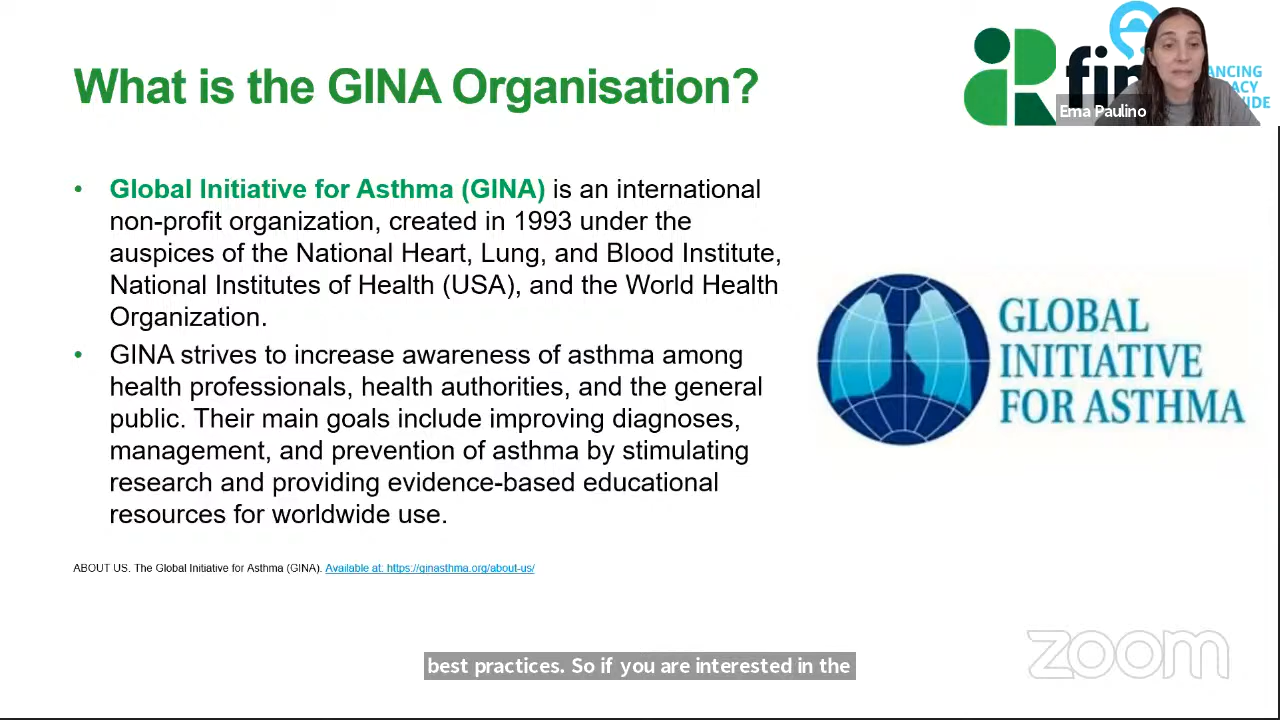 What is the GINA Organisation?
fip
ANCING
ACY
IDE
Ema Paulino
• Global Initiative for Asthma (GINA) is an international
non-profit organization, created in 1993 under the
auspices of the National Heart, Lung, and Blood Institute,
National Institutes of Health (USA), and the World Health
Organization.
• GINA strives to increase awareness of asthma among
health professionals, health authorities, and the general
public. Their main goals include improving diagnoses,
management, and prevention of asthma by stimulating
research and providing evidence-based educational
resources for worldwide use.
GLOBAL
INITIATIVE
FOR ASTHMA
ABOUT US. The Global Initiative for Asthma (GINA). Available at: https://ginasthma.org/about-us/
best practices. So if you are interested in the
zoom